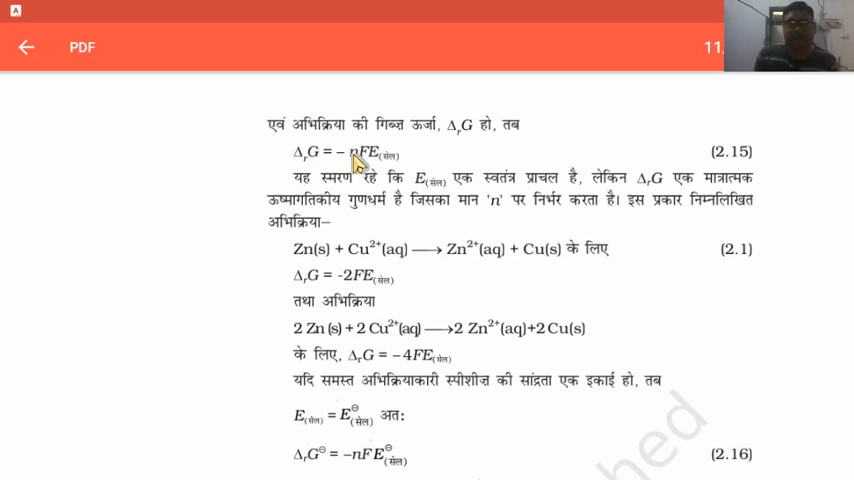 A
PDF
11
एवं अभिक्रिया की गिब्ज़ ऊर्जा, ΔᵣG हो, तब
ΔᵣG = – nFE(सेल) (2.15)
यह स्मरण रहे कि E(सेल) एक स्वतंत्र प्राचल है, लेकिन ΔᵣG एक मात्रात्मक
ऊष्मागतिकीय गुणधर्म है जिसका मान 'n' पर निर्भर करता है। इस प्रकार निम्नलिखित
अभिक्रिया–
Zn(s) + Cu²⁺(aq) ⟶ Zn²⁺(aq) + Cu(s) के लिए (2.1)
ΔᵣG = -2FE(सेल)
तथा अभिक्रिया
2 Zn (s) + 2 Cu²⁺(aq) ⟶2 Zn²⁺(aq)+2 Cu(s)
के लिए, ΔᵣG = – 4FE(सेल)
यदि समस्त अभिक्रियाकारी स्पीशीज़ की सांद्रता एक इकाई हो, तब
E(सेल) = E⊖(सेल) अत:
ΔᵣG⊖ = –nF E⊖(सेल) (2.16)